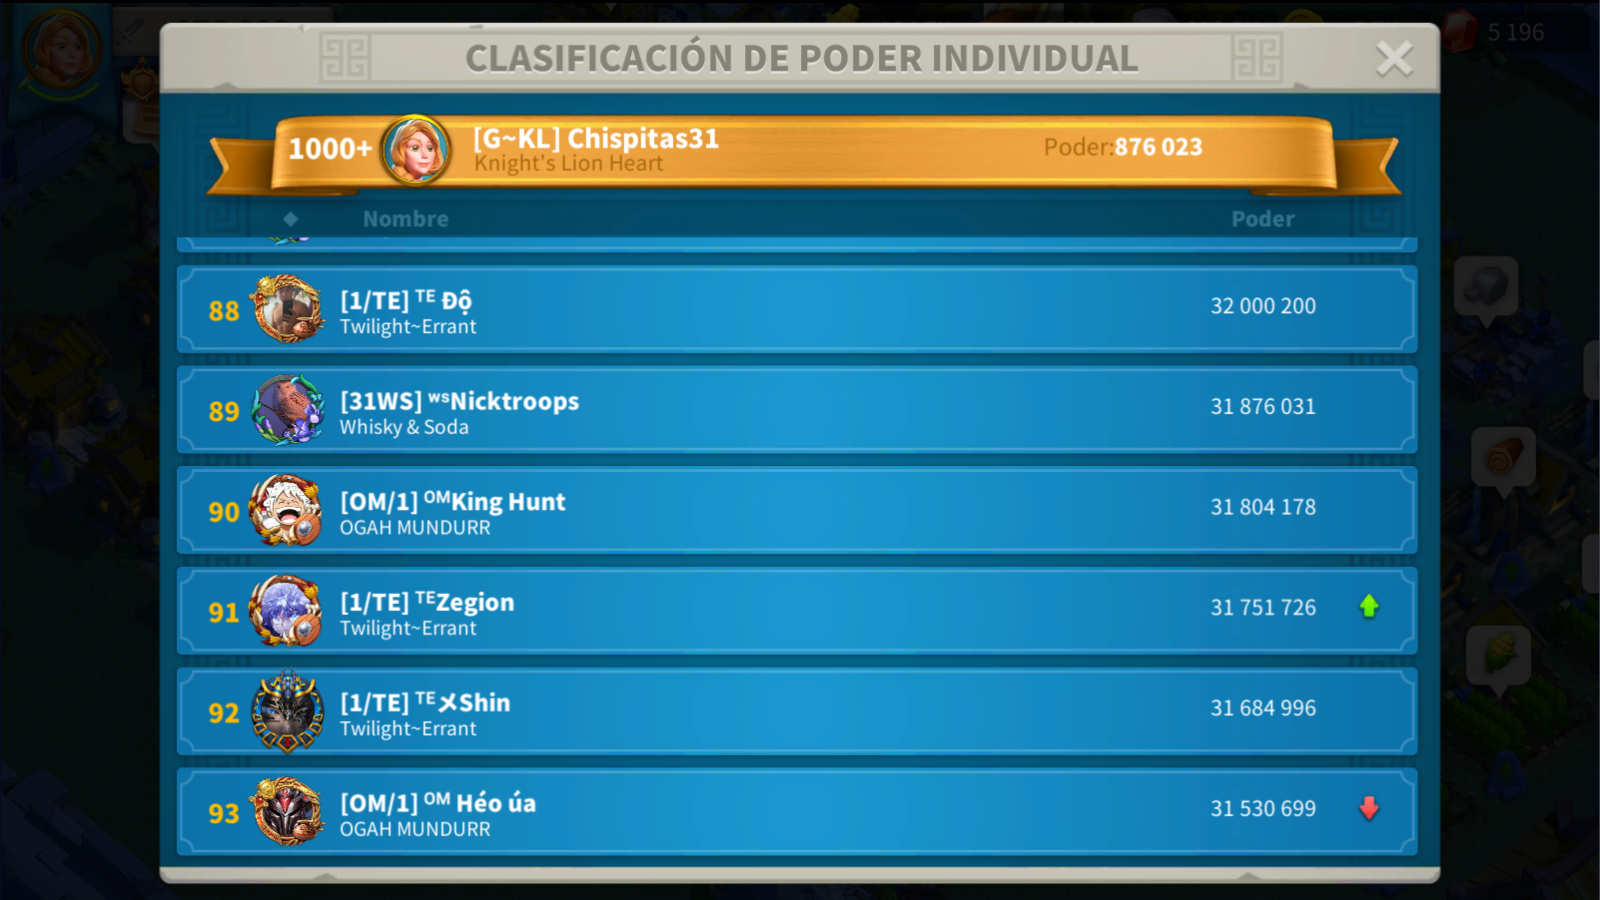 5 196
CLASIFICACIÓN DE PODER INDIVIDUAL
1000+
[G~KL] Chispitas31
Knight's Lion Heart
Poder:876 023
Nombre
Poder
88
[1/TE] ᵀᴱ Độ
Twilight~Errant
32 000 200
89
[31WS] ʷˢNicktroops
Whisky & Soda
31 876 031
90
[OM/1] ᴼᴹKing Hunt
OGAH MUNDURR
31 804 178
91
[1/TE] ᵀᴱZegion
Twilight~Errant
31 751 726
92
[1/TE] ᵀᴱメShin
Twilight~Errant
31 684 996
93
[OM/1] ᴼᴹ Héo úa
OGAH MUNDURR
31 530 699